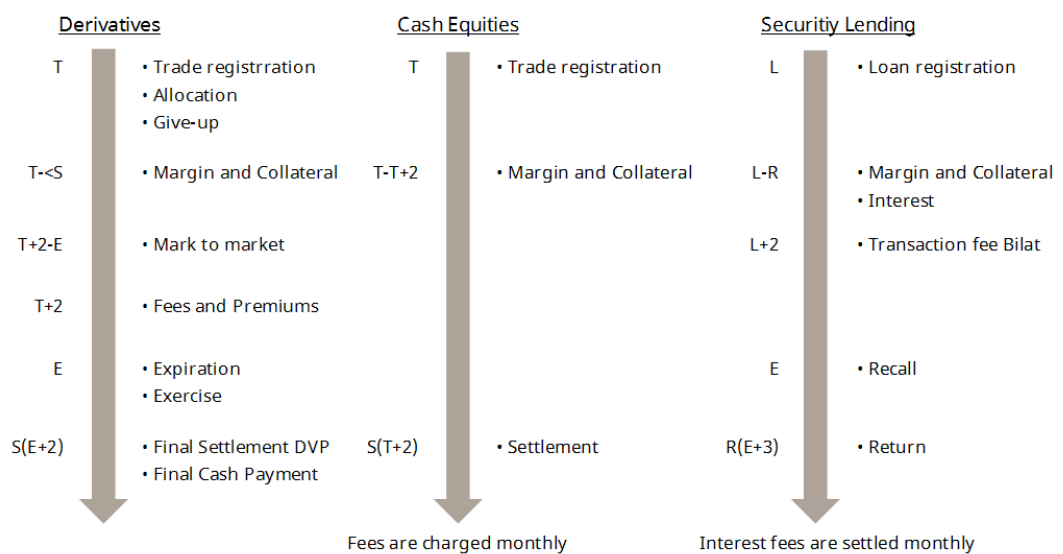 Derivatives
T
• Trade registrration
• Allocation
• Give-up
T-<S
• Margin and Collateral
T+2-E
• Mark to market
T+2
• Fees and Premiums
E
• Expiration
• Exercise
S(E+2)
• Final Settlement DVP
• Final Cash Payment
Cash Equities
T
• Trade registration
T-T+2
• Margin and Collateral
S(T+2)
• Settlement
Fees are charged monthly
Securitiy Lending
L
• Loan registration
L-R
• Margin and Collateral
• Interest
L+2
• Transaction fee Bilat
E
• Recall
R(E+3)
• Return
Interest fees are settled monthly